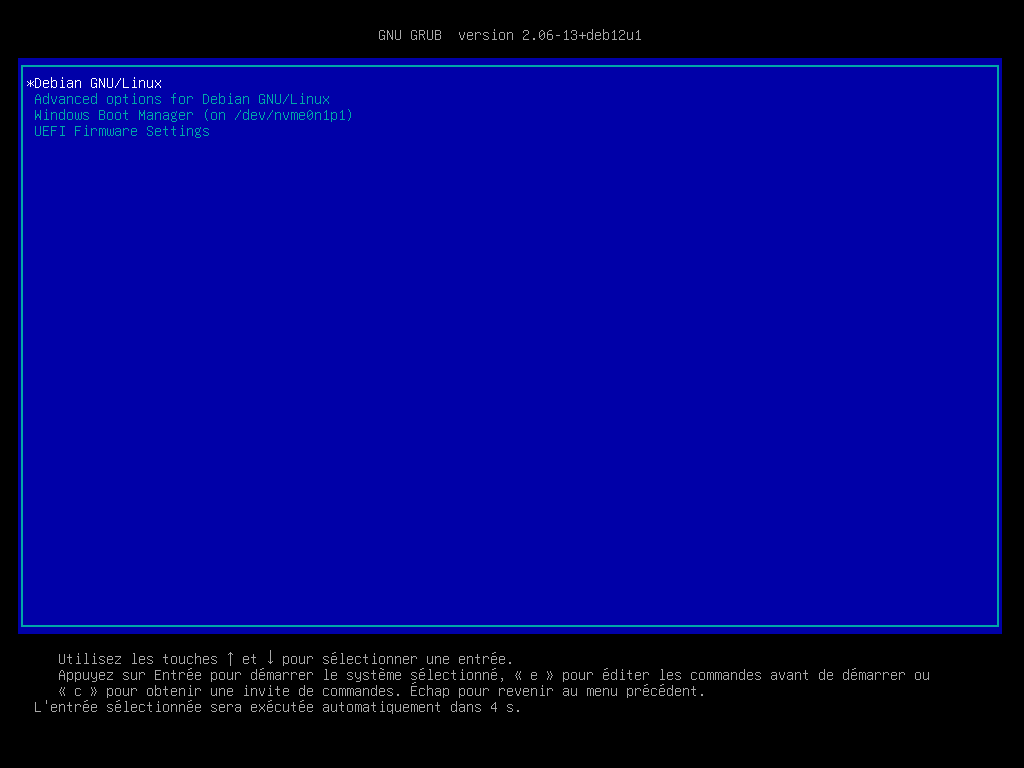 GNU GRUB  version 2.06-13+deb12u1
*Debian GNU/Linux
Advanced options for Debian GNU/Linux
Windows Boot Manager (on /dev/nvme0n1p1)
UEFI Firmware Settings
Utilisez les touches ↑ et ↓ pour sélectionner une entrée.
Appuyez sur Entrée pour démarrer le système sélectionné, « e » pour éditer les commandes avant de démarrer ou
« c » pour obtenir une invite de commandes. Échap pour revenir au menu précédent.
L'entrée sélectionnée sera exécutée automatiquement dans 4 s.